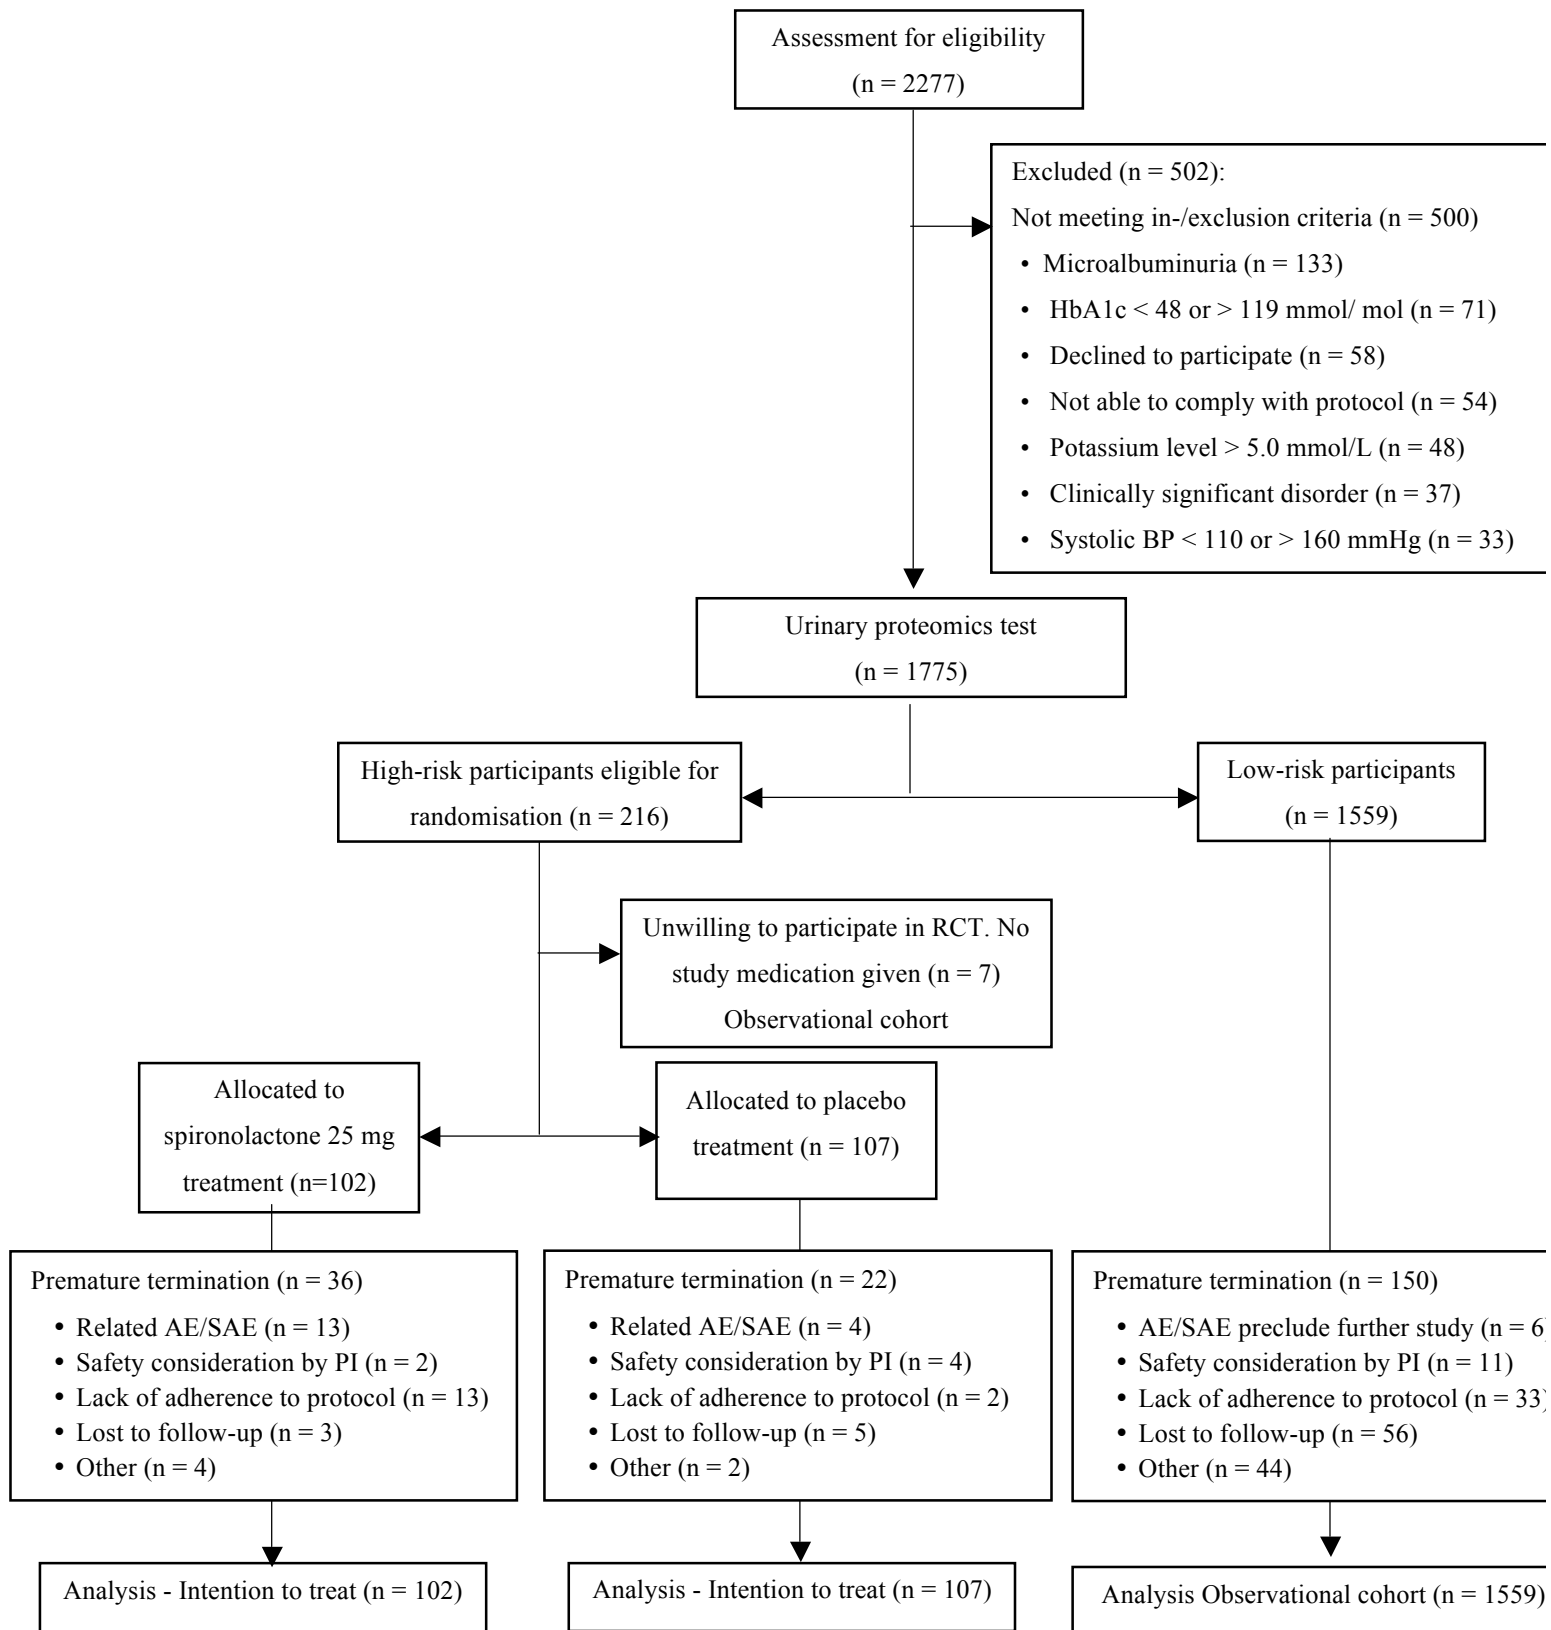 Assessment for eligibility
(n = 2277)
Excluded (n = 502):
Not meeting in-/exclusion criteria (n = 500)
• Microalbuminuria (n = 133)
• HbA1c < 48 or > 119 mmol/ mol (n = 71)
• Declined to participate (n = 58)
• Not able to comply with protocol (n = 54)
• Potassium level > 5.0 mmol/L (n = 48)
• Clinically significant disorder (n = 37)
• Systolic BP < 110 or > 160 mmHg (n = 33)
Urinary proteomics test
(n = 1775)
High-risk participants eligible for
randomisation (n = 216)
Low-risk participants
(n = 1559)
Unwilling to participate in RCT. No
study medication given (n = 7)
Observational cohort
Allocated to
spironolactone 25 mg
treatment (n=102)
Allocated to placebo
treatment (n = 107)
Premature termination (n = 36)
• Related AE/SAE (n = 13)
• Safety consideration by PI (n = 2)
• Lack of adherence to protocol (n = 13)
• Lost to follow-up (n = 3)
• Other (n = 4)
Premature termination (n = 22)
• Related AE/SAE (n = 4)
• Safety consideration by PI (n = 4)
• Lack of adherence to protocol (n = 2)
• Lost to follow-up (n = 5)
• Other (n = 2)
Premature termination (n = 150)
• AE/SAE preclude further study (n = 6)
• Safety consideration by PI (n = 11)
• Lack of adherence to protocol (n = 33)
• Lost to follow-up (n = 56)
• Other (n = 44)
Analysis - Intention to treat (n = 102)
Analysis - Intention to treat (n = 107)
Analysis Observational cohort (n = 1559)